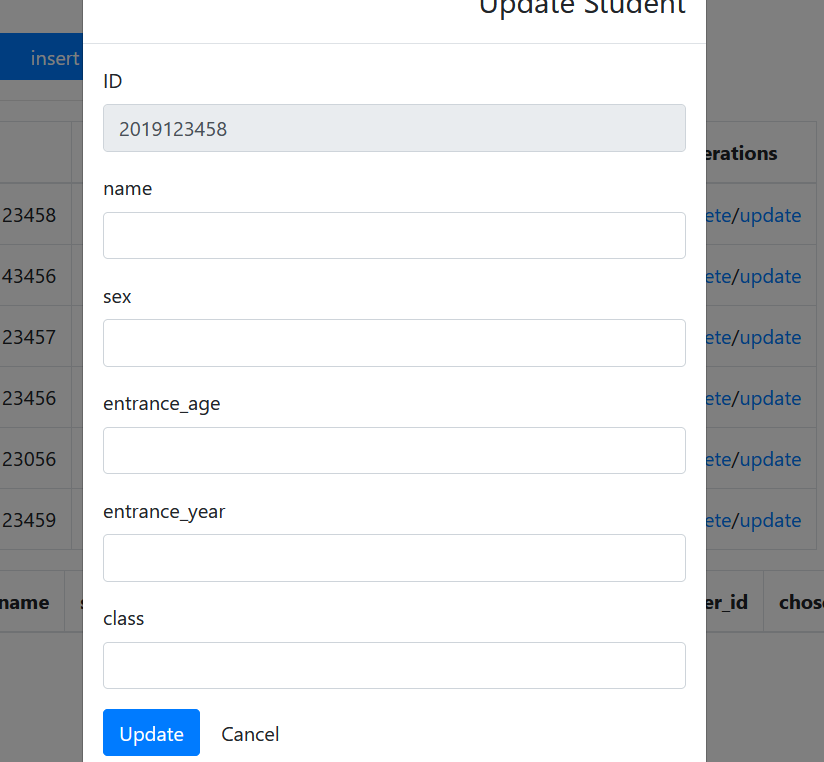 Update Student
insert
ID
2019123458
erations
name
23458
ete/update
sex
43456
ete/update
23457
ete/update
entrance_age
23456
ete/update
23056
ete/update
entrance_year
23459
ete/update
name
er_id
chose
class
Update
Cancel